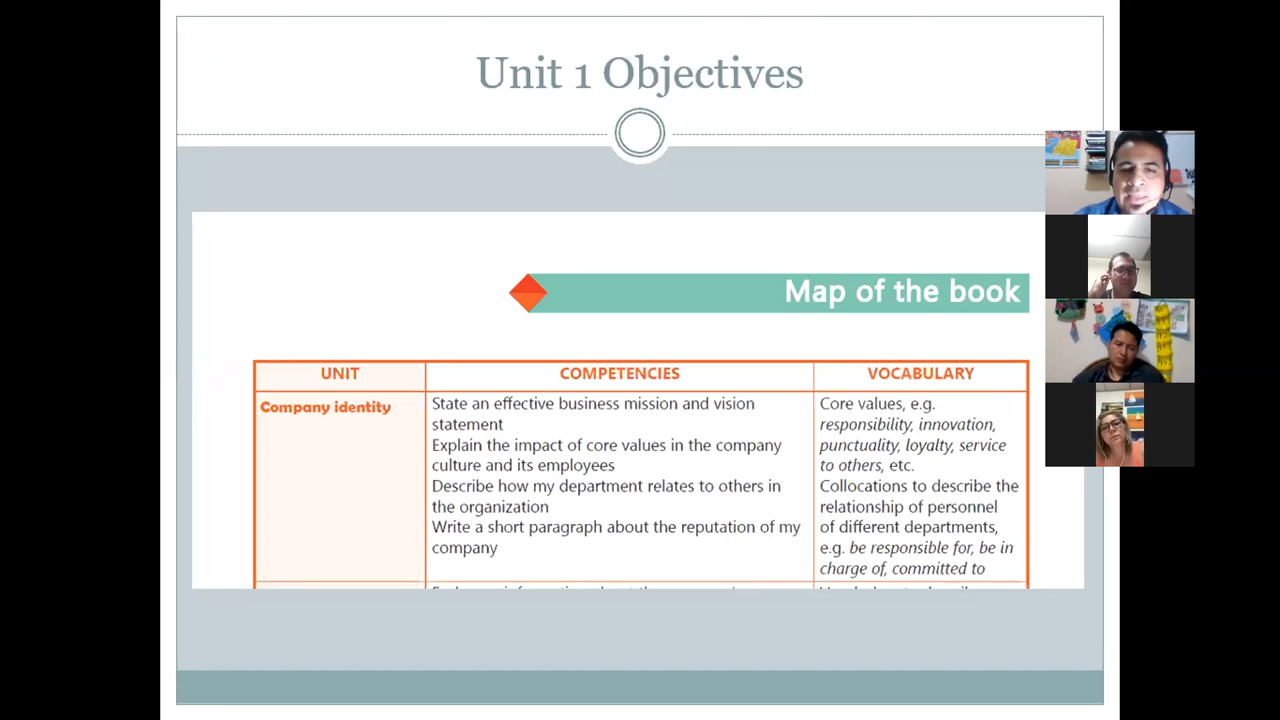 Unit 1 Objectives
Map of the book
UNIT
COMPETENCIES
VOCABULARY
Company identity
State an effective business mission and vision
statement
Explain the impact of core values in the company
culture and its employees
Describe how my department relates to others in
the organization
Write a short paragraph about the reputation of my
company
Core values, e.g.
responsibility, innovation,
punctuality, loyalty, service
to others, etc.
Collocations to describe the
relationship of personnel
of different departments,
e.g. be responsible for, be in
charge of, committed to